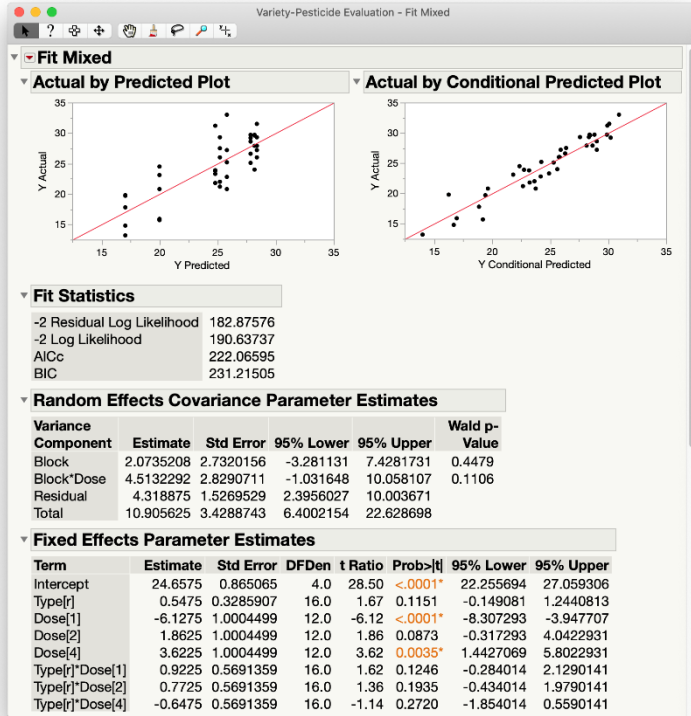 Variety-Pesticide Evaluation - Fit Mixed
Fit Mixed
Actual by Predicted Plot
35
30
25
20
15
Y Actual
15 20 25 30 35
Y Predicted
Actual by Conditional Predicted Plot
35
30
25
20
15
Y Actual
15 20 25 30 35
Y Conditional Predicted
Fit Statistics
-2 Residual Log Likelihood 182.87576
-2 Log Likelihood 190.63737
AICc 222.06595
BIC 231.21505
Random Effects Covariance Parameter Estimates
Variance Wald p-
Component Estimate Std Error 95% Lower 95% Upper Value
Block 2.0735208 2.7320156 -3.281131 7.4281731 0.4479
Block*Dose 4.5132292 2.8290711 -1.031648 10.058107 0.1106
Residual 4.318875 1.5269529 2.3956027 10.003671
Total 10.905625 3.4288743 6.4002154 22.628698
Fixed Effects Parameter Estimates
Term Estimate Std Error DFDen t Ratio Prob>|t| 95% Lower 95% Upper
Intercept 24.6575 0.865065 4.0 28.50 <.0001* 22.255694 27.059306
Type[r] 0.5475 0.3285907 16.0 1.67 0.1151 -0.149081 1.2440813
Dose[1] -6.1275 1.0004499 12.0 -6.12 <.0001* -8.307293 -3.947707
Dose[2] 1.8625 1.0004499 12.0 1.86 0.0873 -0.317293 4.0422931
Dose[4] 3.6225 1.0004499 12.0 3.62 0.0035* 1.4427069 5.8022931
Type[r]*Dose[1] 0.9225 0.5691359 16.0 1.62 0.1246 -0.284014 2.1290141
Type[r]*Dose[2] 0.7725 0.5691359 16.0 1.36 0.1935 -0.434014 1.9790141
Type[r]*Dose[4] -0.6475 0.5691359 16.0 -1.14 0.2720 -1.854014 0.5590141